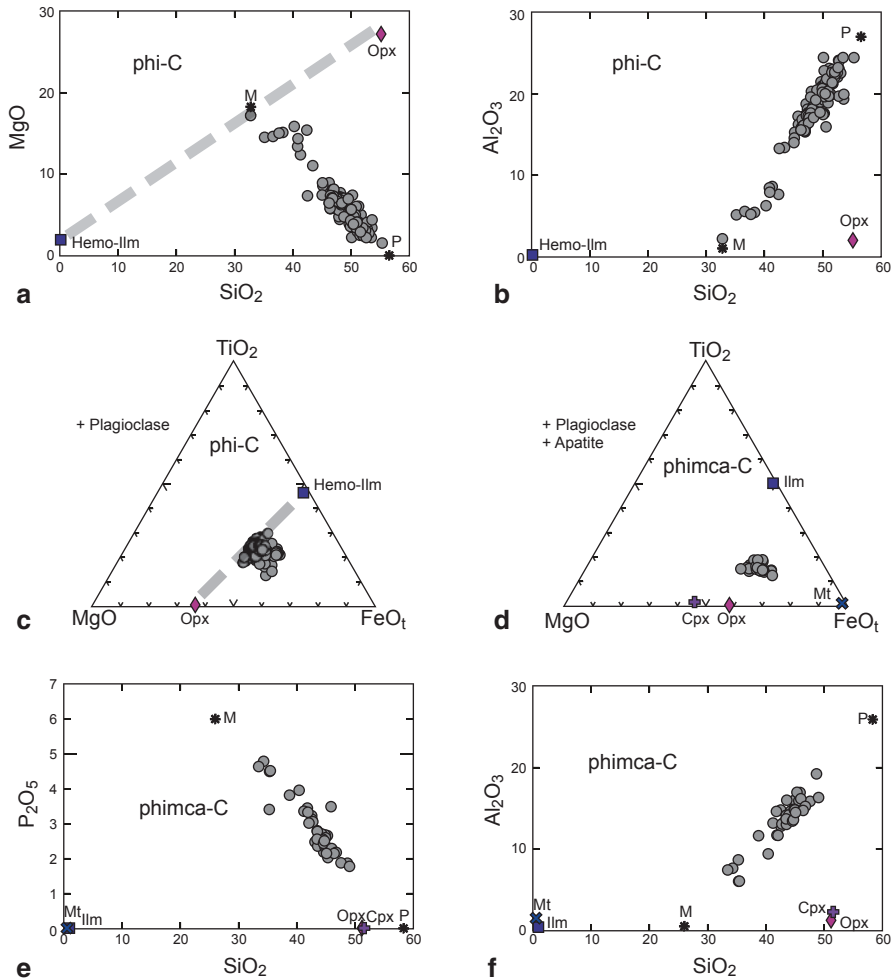 30
20
10
0
MgO
phi-C
Opx
M
Hemo-Ilm
P
0 10 20 30 40 50 60
SiO2
a
30
20
10
0
Al2O3
phi-C
P
Opx
M
Hemo-Ilm
0 10 20 30 40 50 60
SiO2
b
TiO2
+ Plagioclase
phi-C
Hemo-Ilm
MgO
Opx
FeOt
c
TiO2
+ Plagioclase
+ Apatite
phimca-C
Ilm
Mt
MgO
Cpx
Opx
FeOt
d
7
6
5
4
3
2
1
0
P2O5
M
phimca-C
Mt
Ilm
Opx
Cpx
P
0 10 20 30 40 50 60
SiO2
e
30
20
10
0
Al2O3
phimca-C
P
Mt
Ilm
M
Cpx
Opx
0 10 20 30 40 50 60
SiO2
f